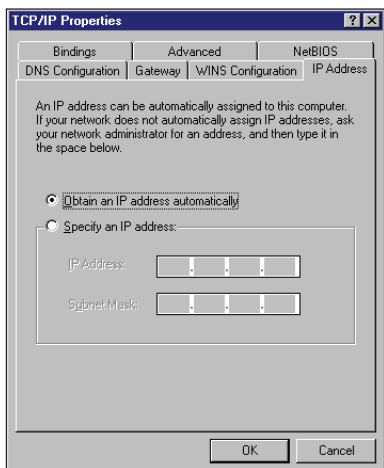 TCP/IP Properties
Bindings Advanced NetBIOS
DNS Configuration Gateway WINS Configuration IP Address
An IP address can be automatically assigned to this computer.
If your network does not automatically assign IP addresses, ask
your network administrator for an address, and then type it in
the space below.
Obtain an IP address automatically
Specify an IP address:
IP Address:
Subnet Mask:
OK Cancel